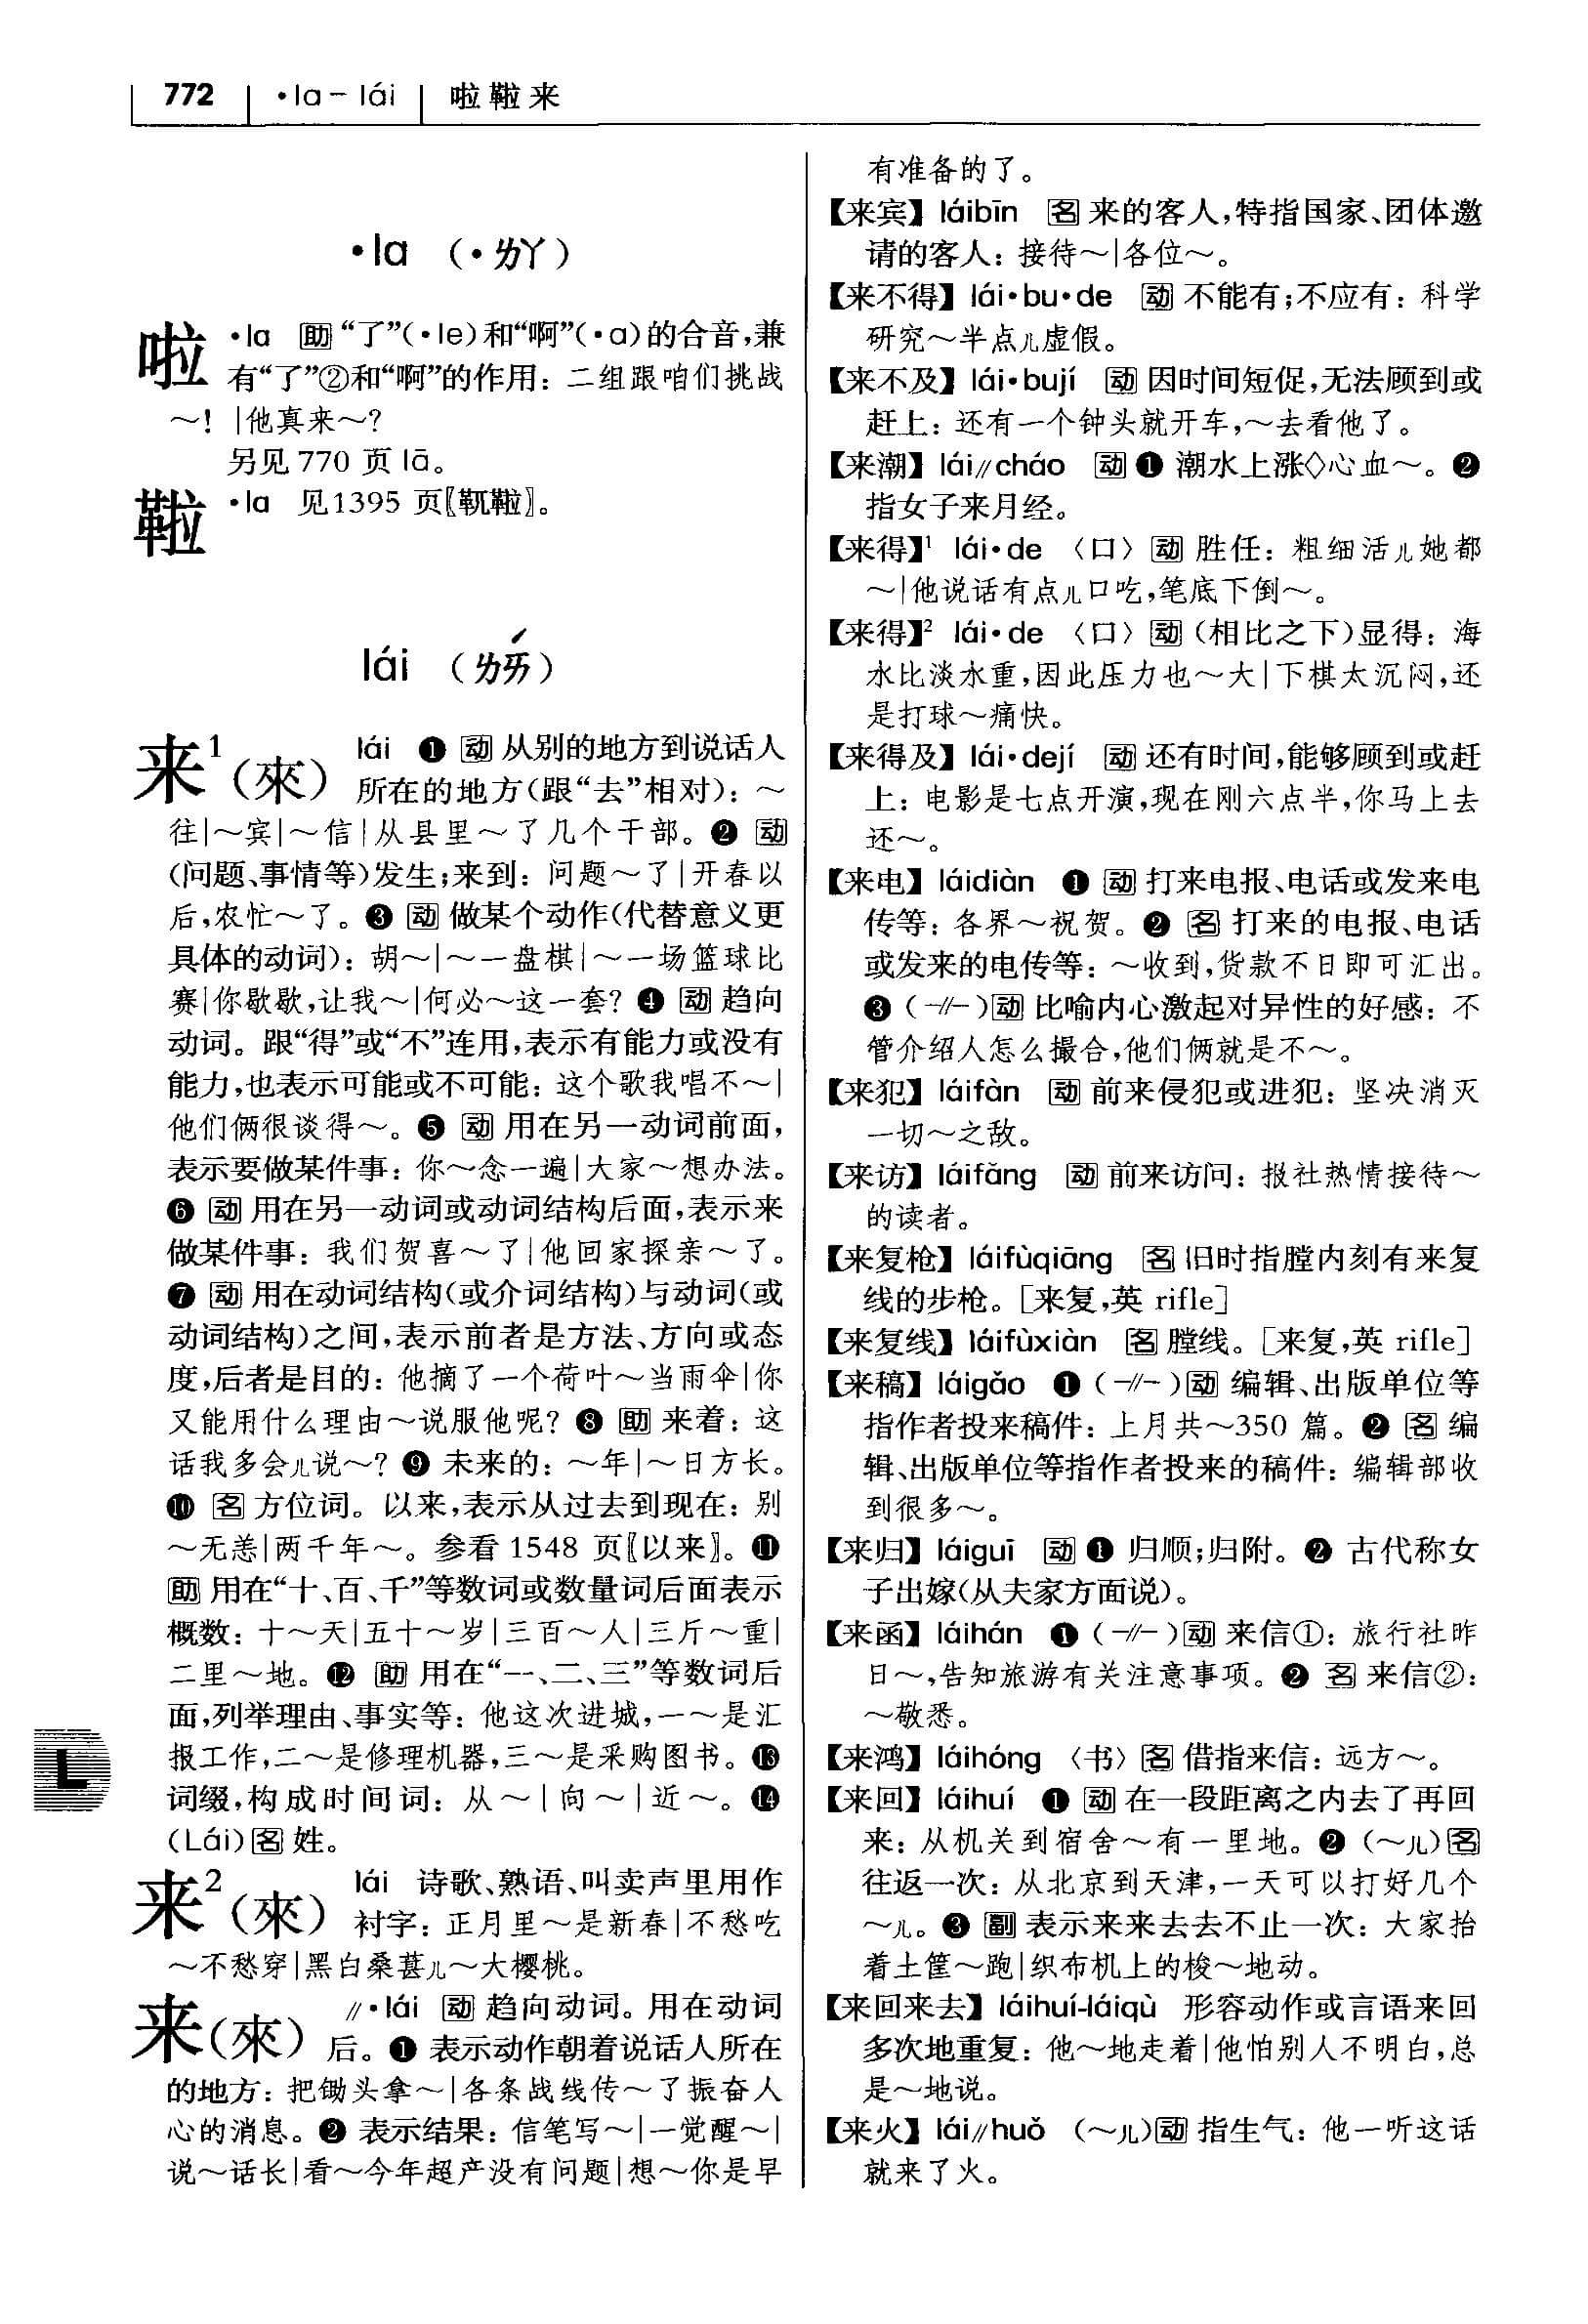 772 ·la－lái 啦鞡来
·la （·ㄌㄚ）
啦 ·la 助“了”(·le)和“啊”(·a)的合音，兼
有“了”②和“啊”的作用：二组跟咱们挑战
～！|他真来～？
另见770 页 lā。
鞡 ·la 见1395 页〖靰鞡〗。
lái （ㄌㄞˊ）
来¹（來） lái ❶ 动 从别的地方到说话人
所在的地方(跟“去”相对)：～
往|～宾|～信|从县里～了几个干部。❷ 动
(问题、事情等)发生；来到：问题～了|开春以
后，农忙～了。❸ 动 做某个动作(代替意义更
具体的动词)：胡～|～一盘棋|～一场篮球比
赛|你歇歇，让我～|何必～这一套？❹ 动 趋向
动词。跟“得”或“不”连用，表示有能力或没有
能力，也表示可能或不可能：这个歌我唱不～|
他们俩很谈得～。❺ 动 用在另一动词前面，
表示要做某件事：你～念一遍|大家～想办法。
❻ 动 用在另一动词或动词结构后面，表示来
做某件事：我们贺喜～了|他回家探亲～了。
❼ 动 用在动词结构(或介词结构)与动词(或
动词结构)之间，表示前者是方法、方向或态
度，后者是目的：他摘了一个荷叶～当雨伞|你
又能用什么理由～说服他呢？❽ 助 来着：这
话我多会儿说～？❾ 未来的：～年|～日方长。
❿ 名 方位词。以来，表示从过去到现在：别
～无恙|两千年～。参看 1548 页〖以来〗。⓫
助 用在“十、百、千”等数词或数量词后面表示
概数：十～天|五十～岁|三百～人|三斤～重|
二里～地。⓬ 助 用在“一、二、三”等数词后
面，列举理由、事实等：他这次进城，一～是汇
报工作，二～是修理机器，三～是采购图书。⓭
词缀，构成时间词：从～|向～|近～。⓮
(Lái) 名 姓。
来²（來） lái 诗歌、熟语、叫卖声里用作
衬字：正月里～是新春|不愁吃
～不愁穿|黑白桑葚儿～大樱桃。
来（來） //·lái 动 趋向动词。用在动词
后。❶ 表示动作朝着说话人所在
的地方：把锄头拿～|各条战线传～了振奋人
心的消息。❷ 表示结果：信笔写～|一觉醒～|
说～话长|看～今年超产没有问题|想～你是早
L
有准备的了。
【来宾】láibīn 名 来的客人，特指国家、团体邀
请的客人：接待～|各位～。
【来不得】lái·bu·de 动 不能有；不应有：科学
研究～半点儿虚假。
【来不及】lái·bují 动 因时间短促，无法顾到或
赶上：还有一个钟头就开车，～去看他了。
【来潮】lái//cháo 动 ❶ 潮水上涨◇心血～。❷
指女子来月经。
【来得】¹ lái·de 〈口〉动 胜任：粗细活儿她都
～|他说话有点儿口吃，笔底下倒～。
【来得】² lái·de 〈口〉动 (相比之下)显得：海
水比淡水重，因此压力也～大|下棋太沉闷，还
是打球～痛快。
【来得及】lái·dejí 动 还有时间，能够顾到或赶
上：电影是七点开演，现在刚六点半，你马上去
还～。
【来电】láidiàn ❶ 动 打来电报、电话或发来电
传等：各界～祝贺。❷ 名 打来的电报、电话
或发来的电传等：～收到，货款不日即可汇出。
❸ (-//-)动 比喻内心激起对异性的好感：不
管介绍人怎么撮合，他们俩就是不～。
【来犯】láifàn 动 前来侵犯或进犯：坚决消灭
一切～之敌。
【来访】láifǎng 动 前来访问：报社热情接待～
的读者。
【来复枪】láifùqiāng 名 旧时指膛内刻有来复
线的步枪。[来复，英 rifle]
【来复线】láifùxiàn 名 膛线。[来复，英 rifle]
【来稿】láigǎo ❶ (-//-)动 编辑、出版单位等
指作者投来稿件：上月共～350 篇。❷ 名 编
辑、出版单位等指作者投来的稿件：编辑部收
到很多～。
【来归】láiguī 动 ❶ 归顺；归附。❷ 古代称女
子出嫁(从夫家方面说)。
【来函】láihán ❶ (-//-)动 来信①：旅行社昨
日～，告知旅游有关注意事项。❷ 名 来信②：
～敬悉。
【来鸿】láihóng 〈书〉名 借指来信：远方～。
【来回】láihuí ❶ 动 在一段距离之内去了再回
来：从机关到宿舍～有一里地。❷ (～儿)名
往返一次：从北京到天津，一天可以打好几个
～儿。❸ 副 表示来来去去不止一次：大家抬
着土筐～跑|织布机上的梭～地动。
【来回来去】láihuí-láiqù 形容动作或言语来回
多次地重复：他～地走着|他怕别人不明白，总
是～地说。
【来火】lái//huǒ (～儿)动 指生气：他一听这话
就来了火。